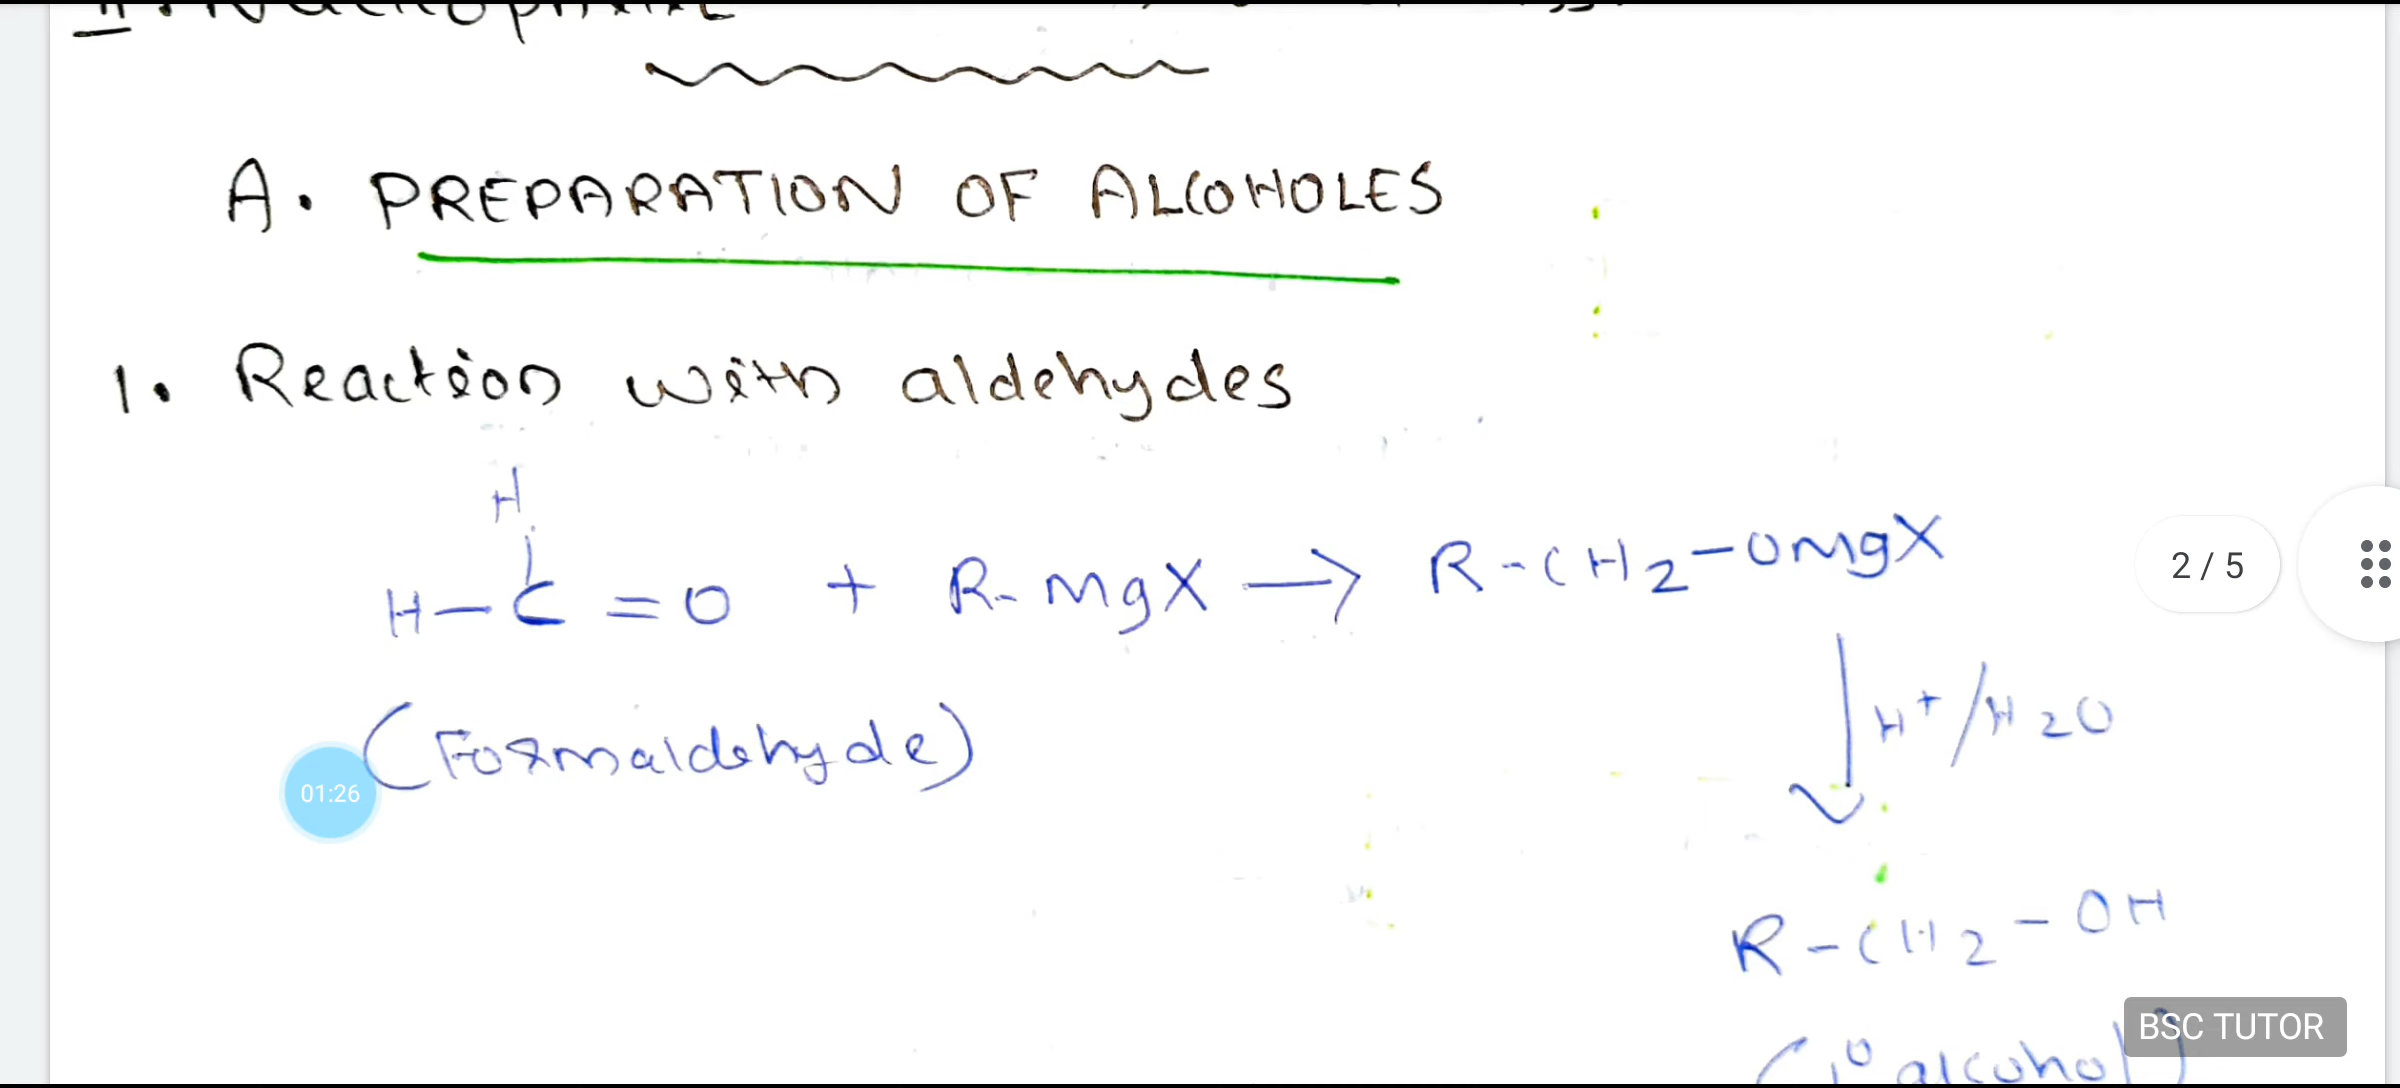 A. PREPARATION OF ALCOHOLES
1. Reaction with aldehydes
H
H-C=O + R-MgX → R-CH2-OMgX
2 / 5
H+/H2O
(Formaldehyde)
01:26
R-CH2-OH
BSC TUTOR
(1° alcohol)